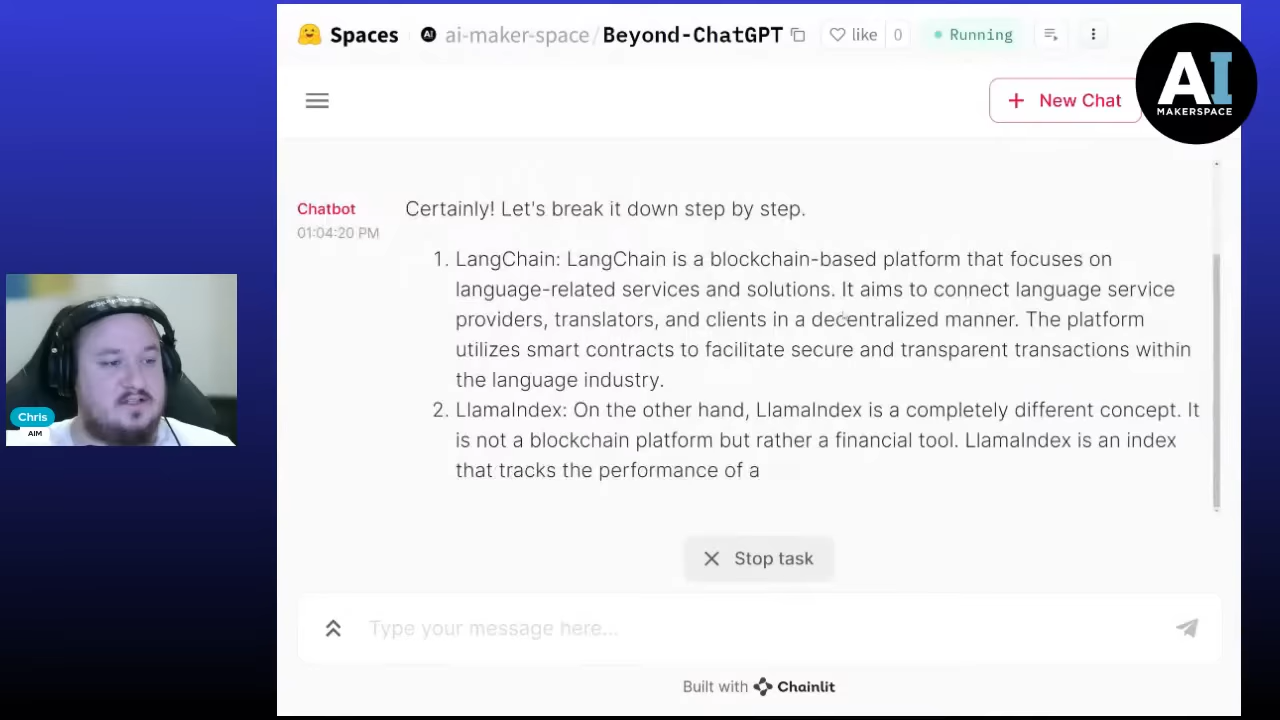 Spaces ai-maker-space/Beyond-ChatGPT like 0 Running
AI
MAKERSPACE
+ New Chat
Chatbot
01:04:20 PM
Certainly! Let's break it down step by step.
1. LangChain: LangChain is a blockchain-based platform that focuses on
language-related services and solutions. It aims to connect language service
providers, translators, and clients in a decentralized manner. The platform
utilizes smart contracts to facilitate secure and transparent transactions within
the language industry.
2. LlamaIndex: On the other hand, LlamaIndex is a completely different concept. It
is not a blockchain platform but rather a financial tool. LlamaIndex is an index
that tracks the performance of a
Chris
AIM
Stop task
Type your message here...
Built with Chainlit